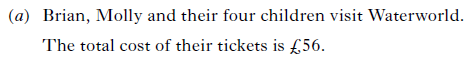 (a) Brian, Molly and their four children visit Waterworld.
The total cost of their tickets is £56.